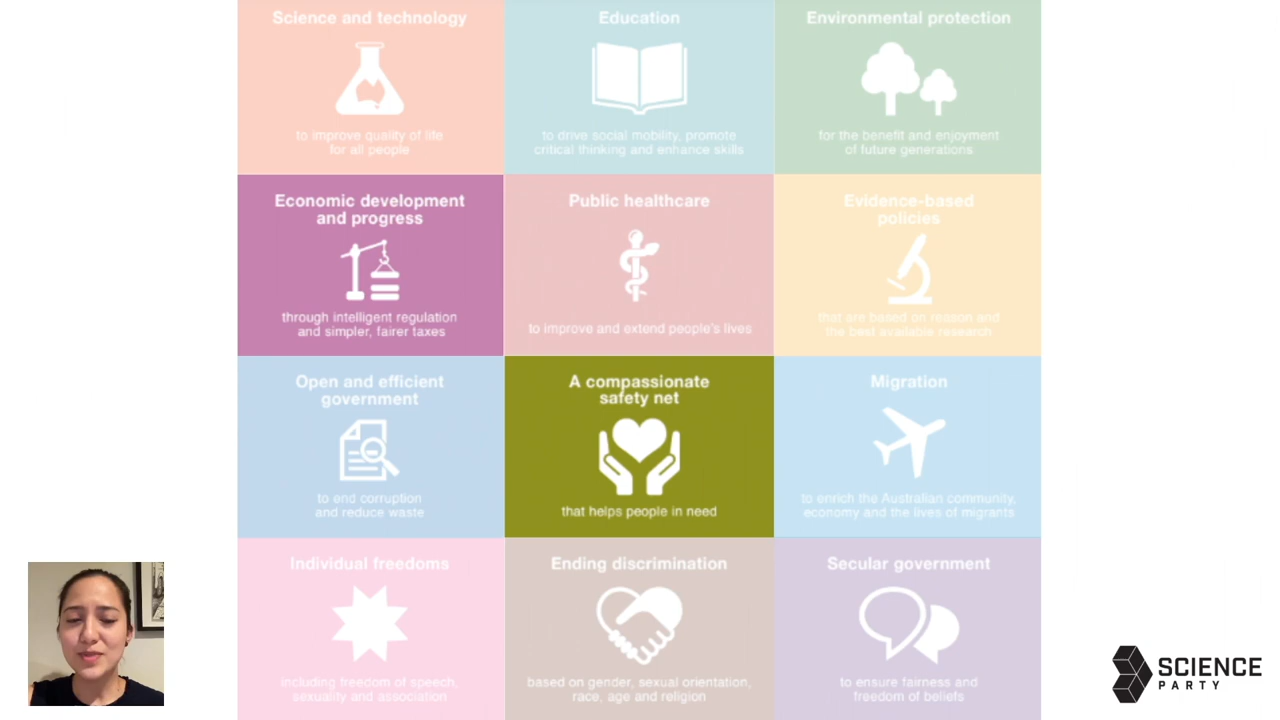 Science and technology
to improve quality of life
for all people
Education
to drive social mobility, promote
critical thinking and enhance skills
Environmental protection
for the benefit and enjoyment
of future generations
Economic development
and progress
through intelligent regulation
and simpler, fairer taxes
Public healthcare
to improve and extend people's lives
Evidence-based
policies
that are based on reason and
the best available research
Open and efficient
government
to end corruption
and reduce waste
A compassionate
safety net
that helps people in need
Migration
to enrich the Australian community,
economy and the lives of migrants
Individual freedoms
including freedom of speech,
sexuality and association
Ending discrimination
based on gender, sexual orientation,
race, age and religion
Secular government
to ensure fairness and
freedom of beliefs
SCIENCE
PARTY